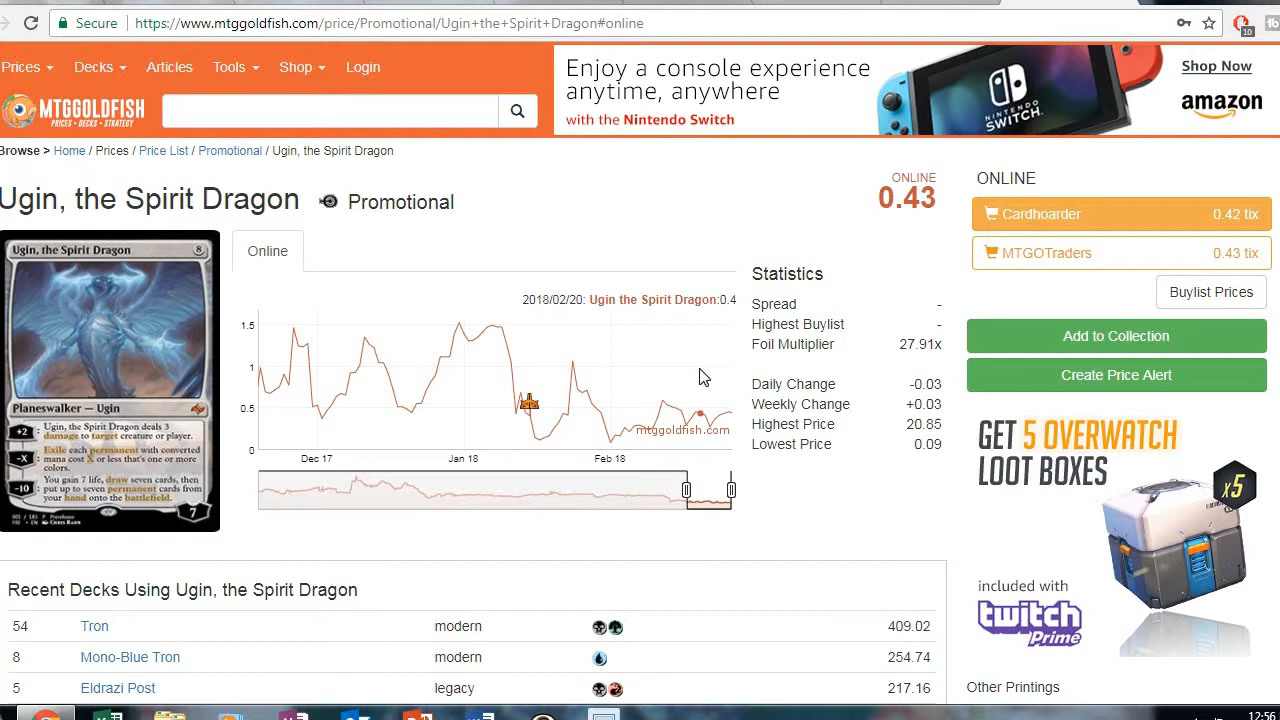 Secure https://www.mtggoldfish.com/price/Promotional/Ugin+the+Spirit+Dragon#online
10
Prices Decks Articles Tools Shop Login
MTGGOLDFISH
PRICES • DECKS • STRATEGY
Enjoy a console experience
anytime, anywhere
with the Nintendo Switch
NINTENDO
SWITCH
Shop Now
amazon
Browse > Home / Prices / Price List / Promotional / Ugin, the Spirit Dragon
Ugin, the Spirit Dragon Promotional
ONLINE
0.43
Ugin, the Spirit Dragon 8
Planeswalker — Ugin
+2 : Ugin, the Spirit Dragon deals 3
damage to target creature or player.
-X : Exile each permanent with converted
mana cost X or less that's one or more
colors.
-10 : You gain 7 life, draw seven cards, then
put up to seven permanent cards from
your hand onto the battlefield.
7
Online
2018/02/20: Ugin the Spirit Dragon:0.4
1.5
1
0.5
0
mtggoldfish.com
Dec 17 Jan 18 Feb 18
Statistics
Spread -
Highest Buylist -
Foil Multiplier 27.91x
Daily Change -0.03
Weekly Change +0.03
Highest Price 20.85
Lowest Price 0.09
ONLINE
Cardhoarder 0.42 tix
MTGOTraders 0.43 tix
Buylist Prices
Add to Collection
Create Price Alert
GET 5 OVERWATCH
LOOT BOXES
x5
included with
twitch
Prime
Other Printings
Recent Decks Using Ugin, the Spirit Dragon
54 Tron modern 409.02
8 Mono-Blue Tron modern 254.74
5 Eldrazi Post legacy 217.16
12:56